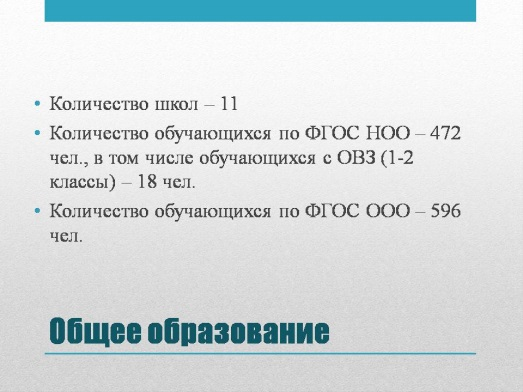 • Количество школ – 11
• Количество обучающихся по ФГОС НОО – 472
чел., в том числе обучающихся с ОВЗ (1-2
классы) – 18 чел.
• Количество обучающихся по ФГОС ООО – 596
чел.
Общее образование